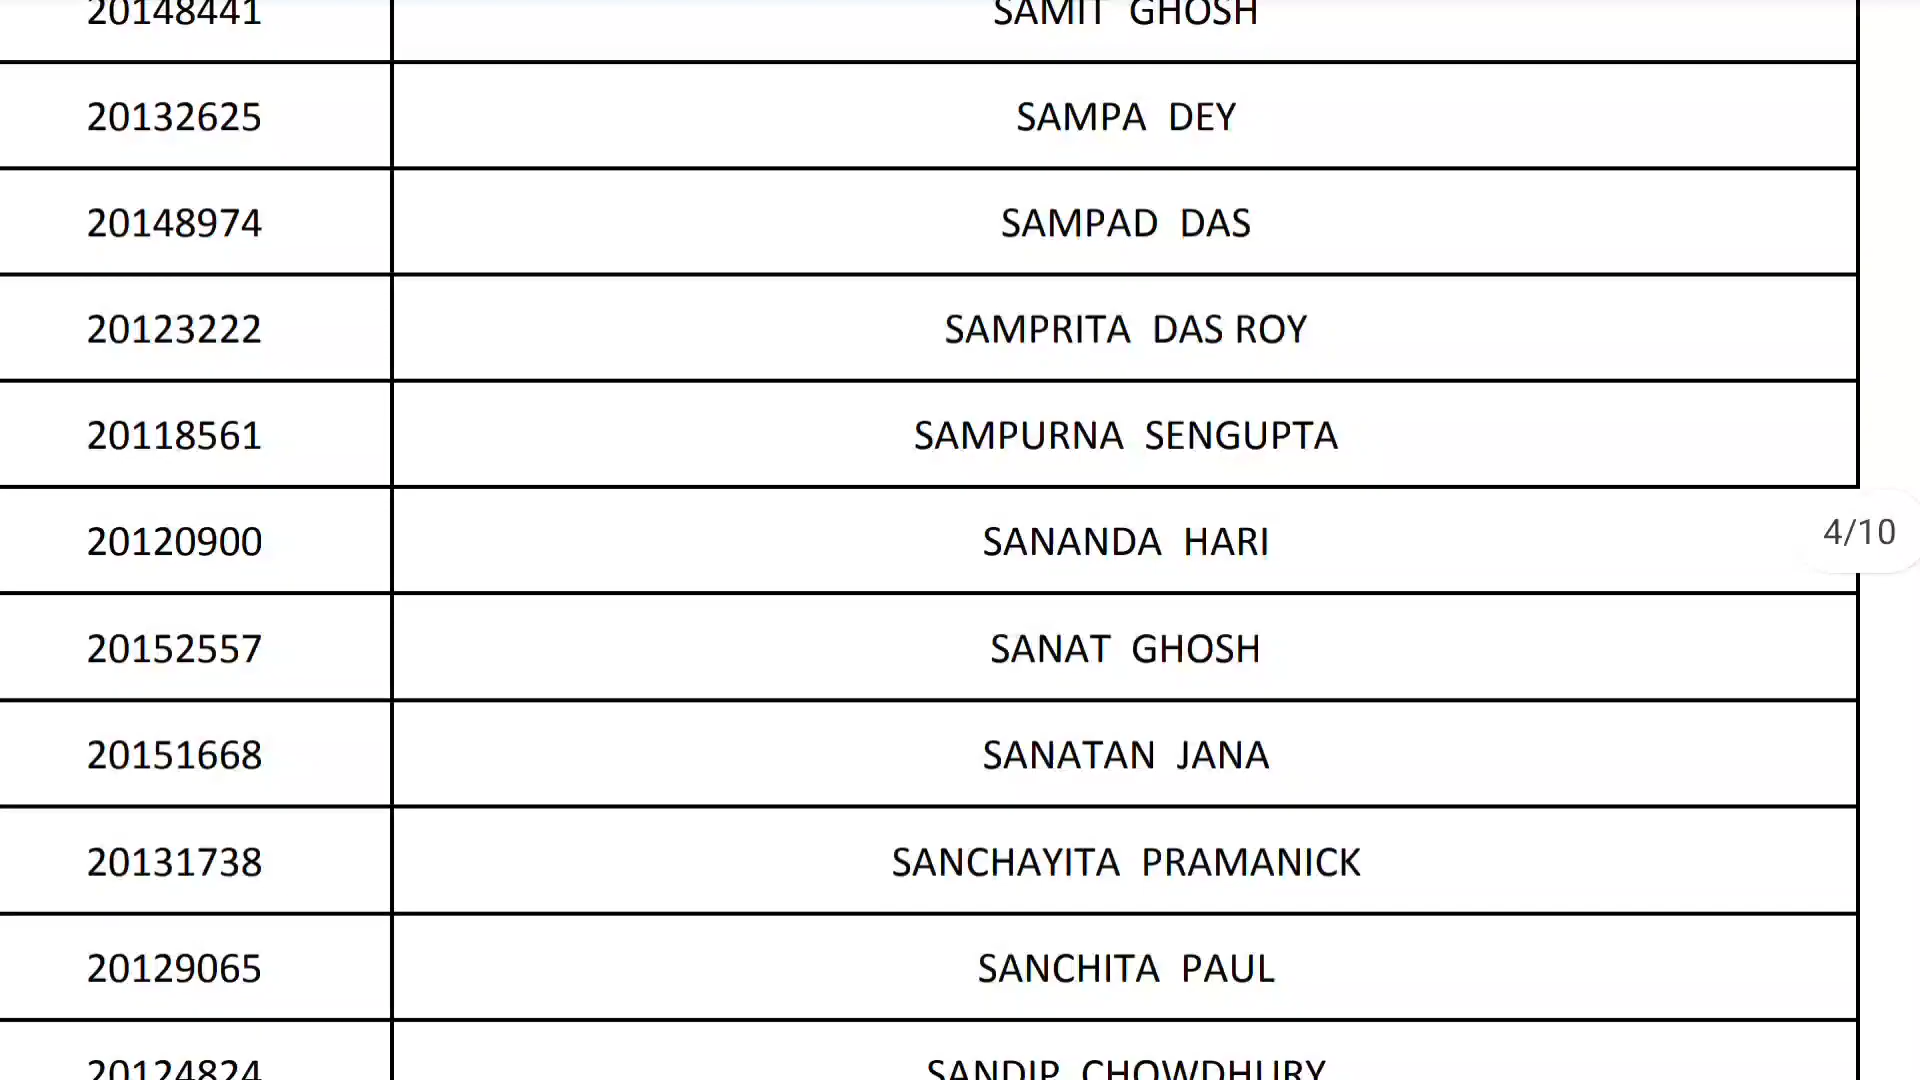 20148441 SAMIT GHOSH
20132625 SAMPA DEY
20148974 SAMPAD DAS
20123222 SAMPRITA DAS ROY
20118561 SAMPURNA SENGUPTA
20120900 SANANDA HARI
4/10
20152557 SANAT GHOSH
20151668 SANATAN JANA
20131738 SANCHAYITA PRAMANICK
20129065 SANCHITA PAUL
20124824 SANDIP CHOWDHURY